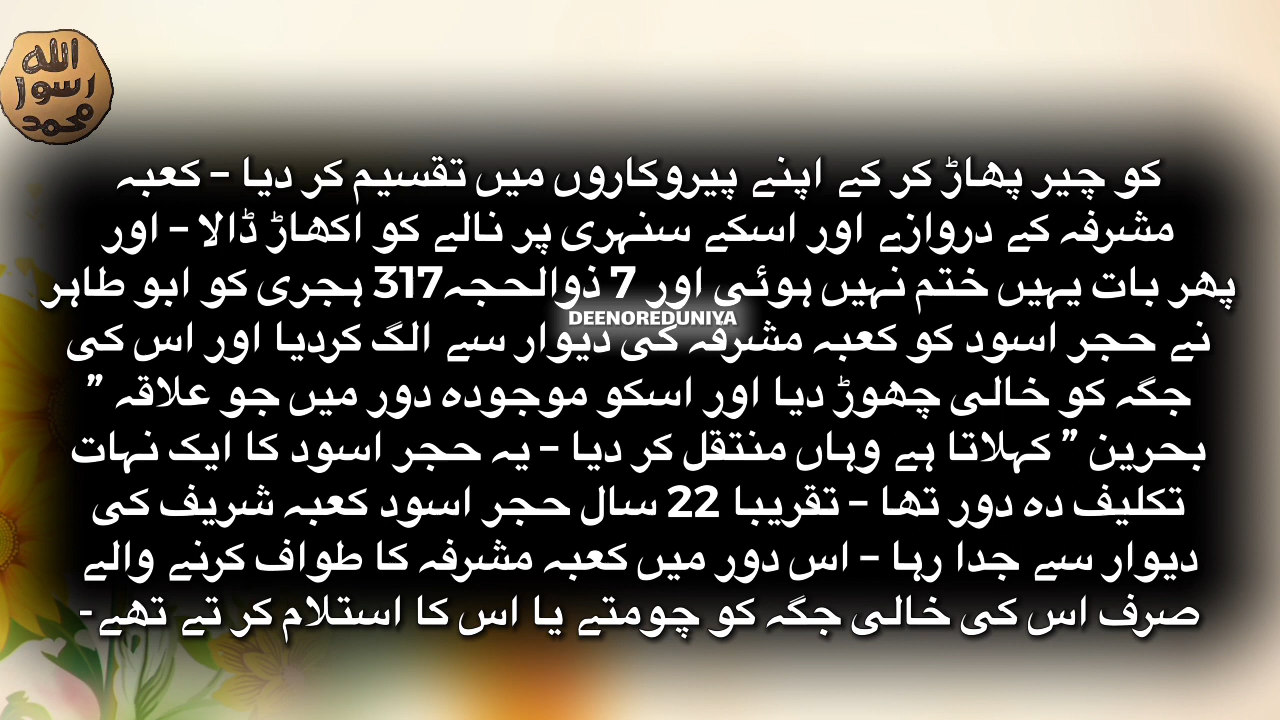 الله
رسول
محمد
کو چیر پھاڑ کر کے اپنے پیروکاروں میں تقسیم کر دیا – کعبہ
مشرفہ کے دروازے اور اسکے سنہری پر نالے کو اکھاڑ ڈالا – اور
پھر بات یہیں ختم نہیں ہوئی اور 7 ذوالحجہ317 ہجری کو ابو طاہر
DEENOREDUNIYA
نے حجر اسود کو کعبہ مشرفہ کی دیوار سے الگ کردیا اور اس کی
جگہ کو خالی چھوڑ دیا اور اسکو موجودہ دور میں جو علاقہ ”
بحرین ” کہلاتا ہے وہاں منتقل کر دیا – یہ حجر اسود کا ایک نہات
تکلیف دہ دور تھا – تقریبا 22 سال حجر اسود کعبہ شریف کی
دیوار سے جدا رہا – اس دور میں کعبہ مشرفہ کا طواف کرنے والے
صرف اس کی خالی جگہ کو چومتے یا اس کا استلام کر تے تھے-